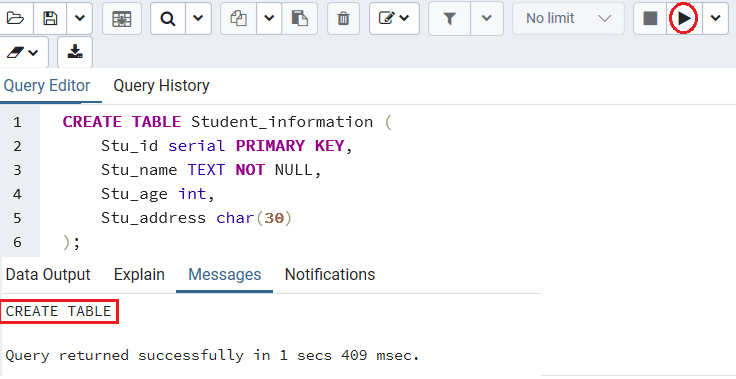 No limit
Query Editor Query History
1 CREATE TABLE Student_information (
2 Stu_id serial PRIMARY KEY,
3 Stu_name TEXT NOT NULL,
4 Stu_age int,
5 Stu_address char(30)
6 );
Data Output Explain Messages Notifications
CREATE TABLE
Query returned successfully in 1 secs 409 msec.